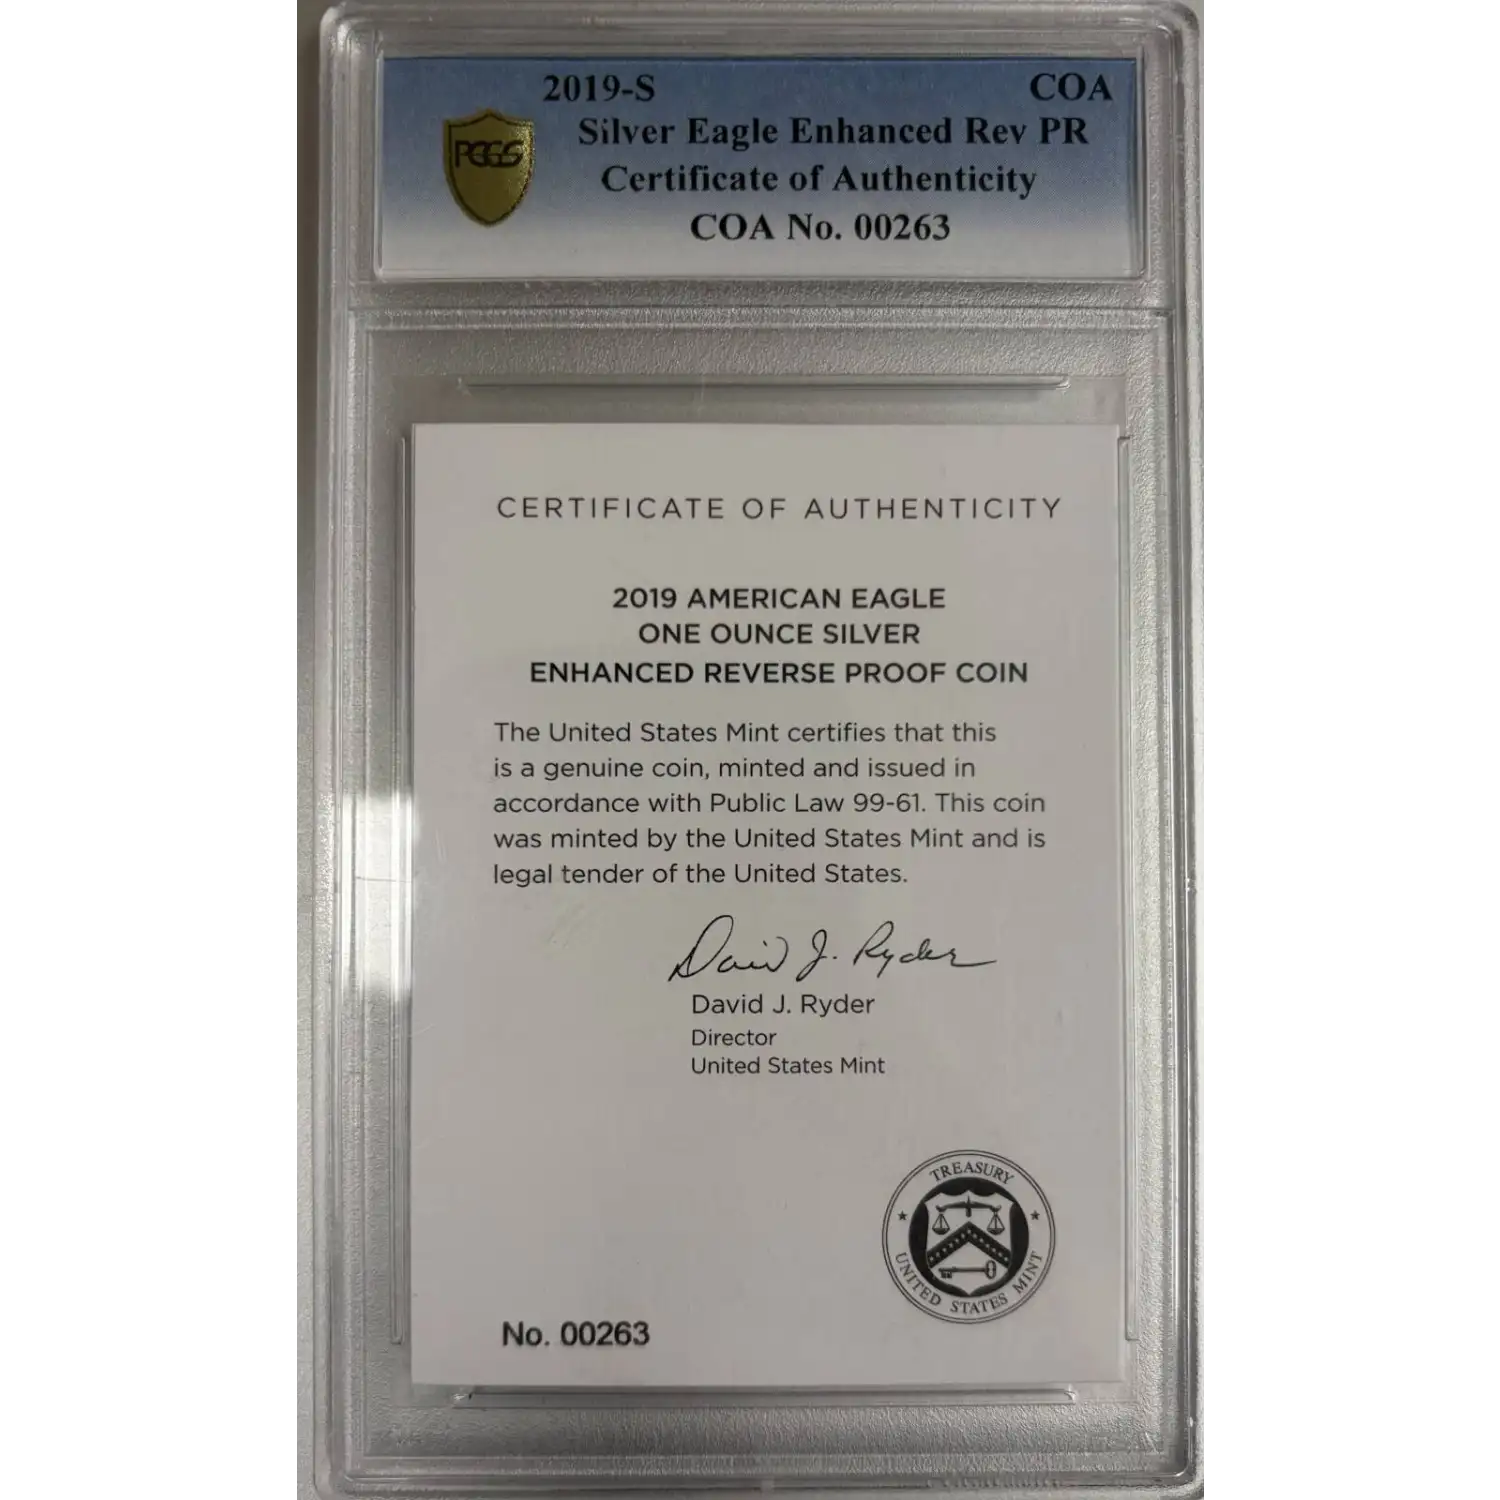 2019-S COA
PCGS
Silver Eagle Enhanced Rev PR
Certificate of Authenticity
COA No. 00263
CERTIFICATE OF AUTHENTICITY
2019 AMERICAN EAGLE
ONE OUNCE SILVER
ENHANCED REVERSE PROOF COIN
The United States Mint certifies that this
is a genuine coin, minted and issued in
accordance with Public Law 99-61. This coin
was minted by the United States Mint and is
legal tender of the United States.
David J. Ryder
David J. Ryder
Director
United States Mint
TREASURY
UNITED STATES MINT
No. 00263